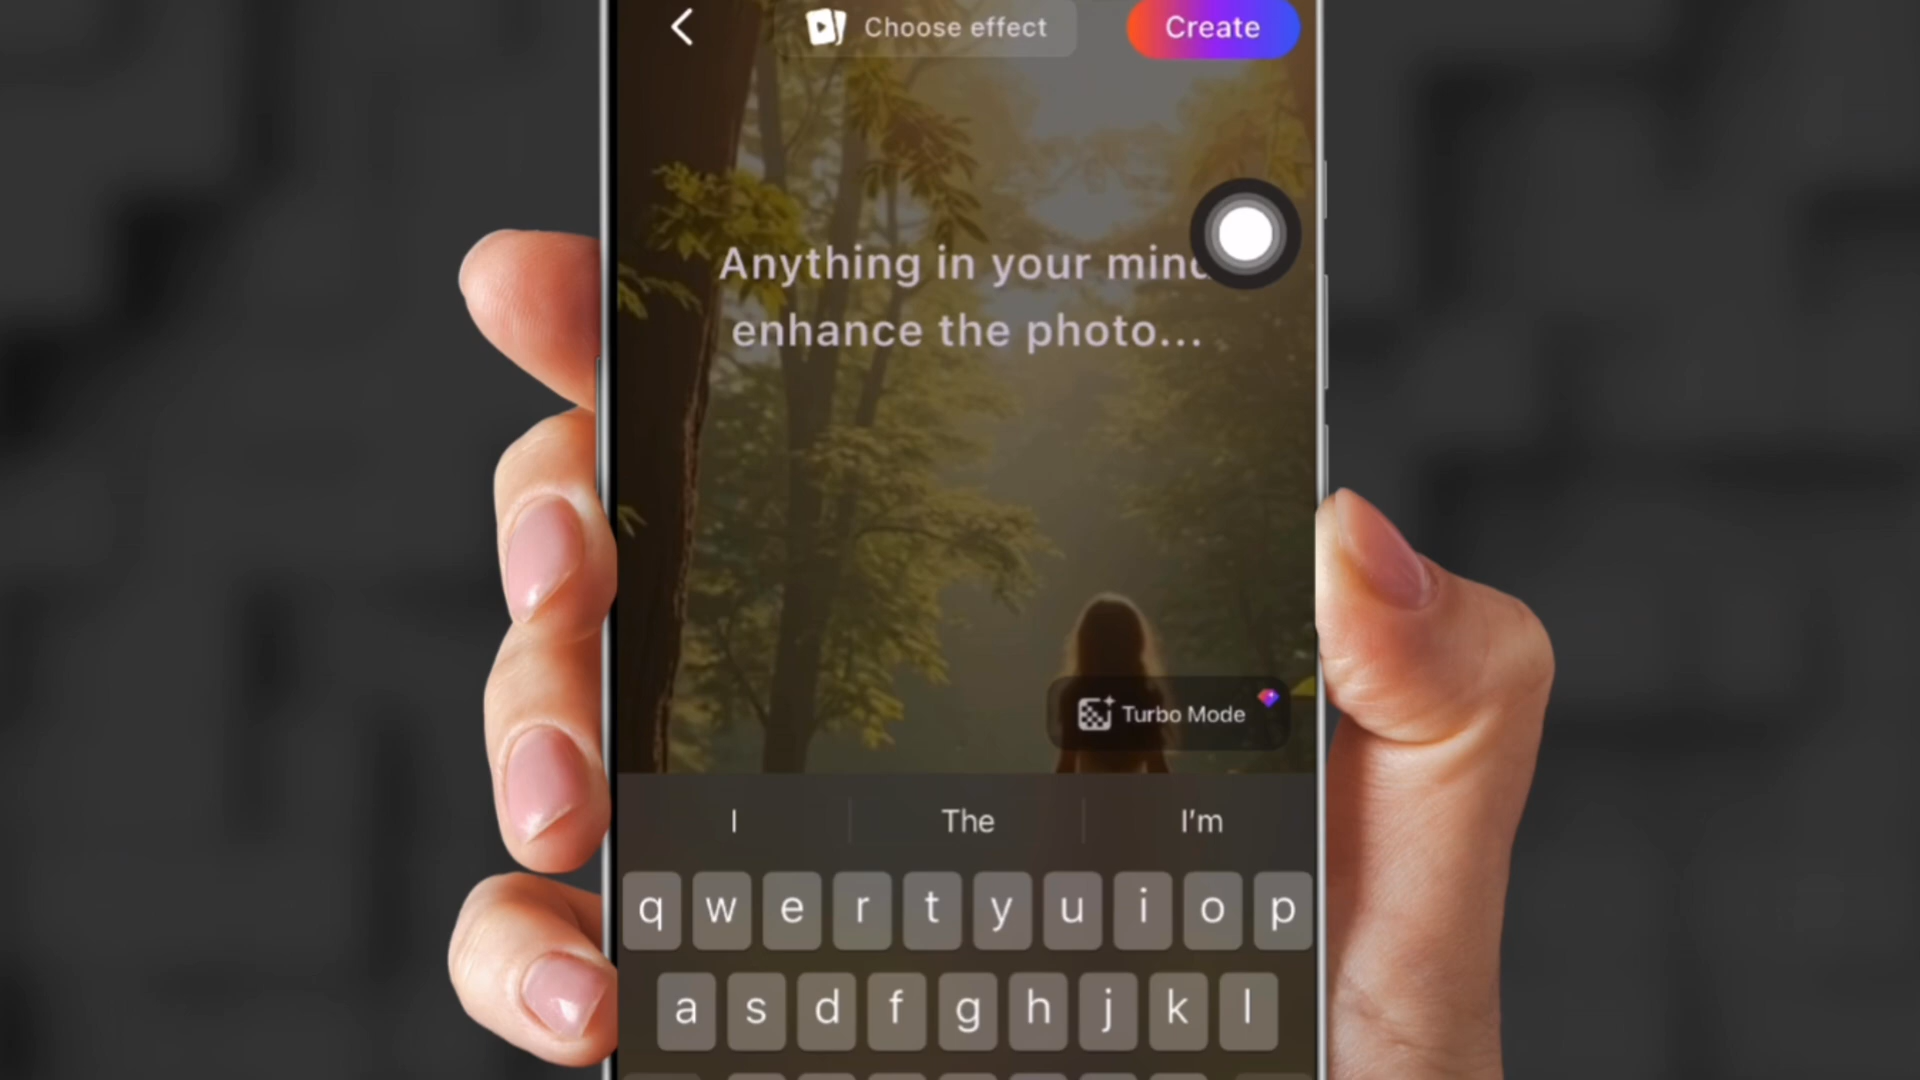 Choose effect
Create
Anything in your mind
enhance the photo...
Turbo Mode
I
The
I'm
q w e r t y u i o p
a s d f g h j k l